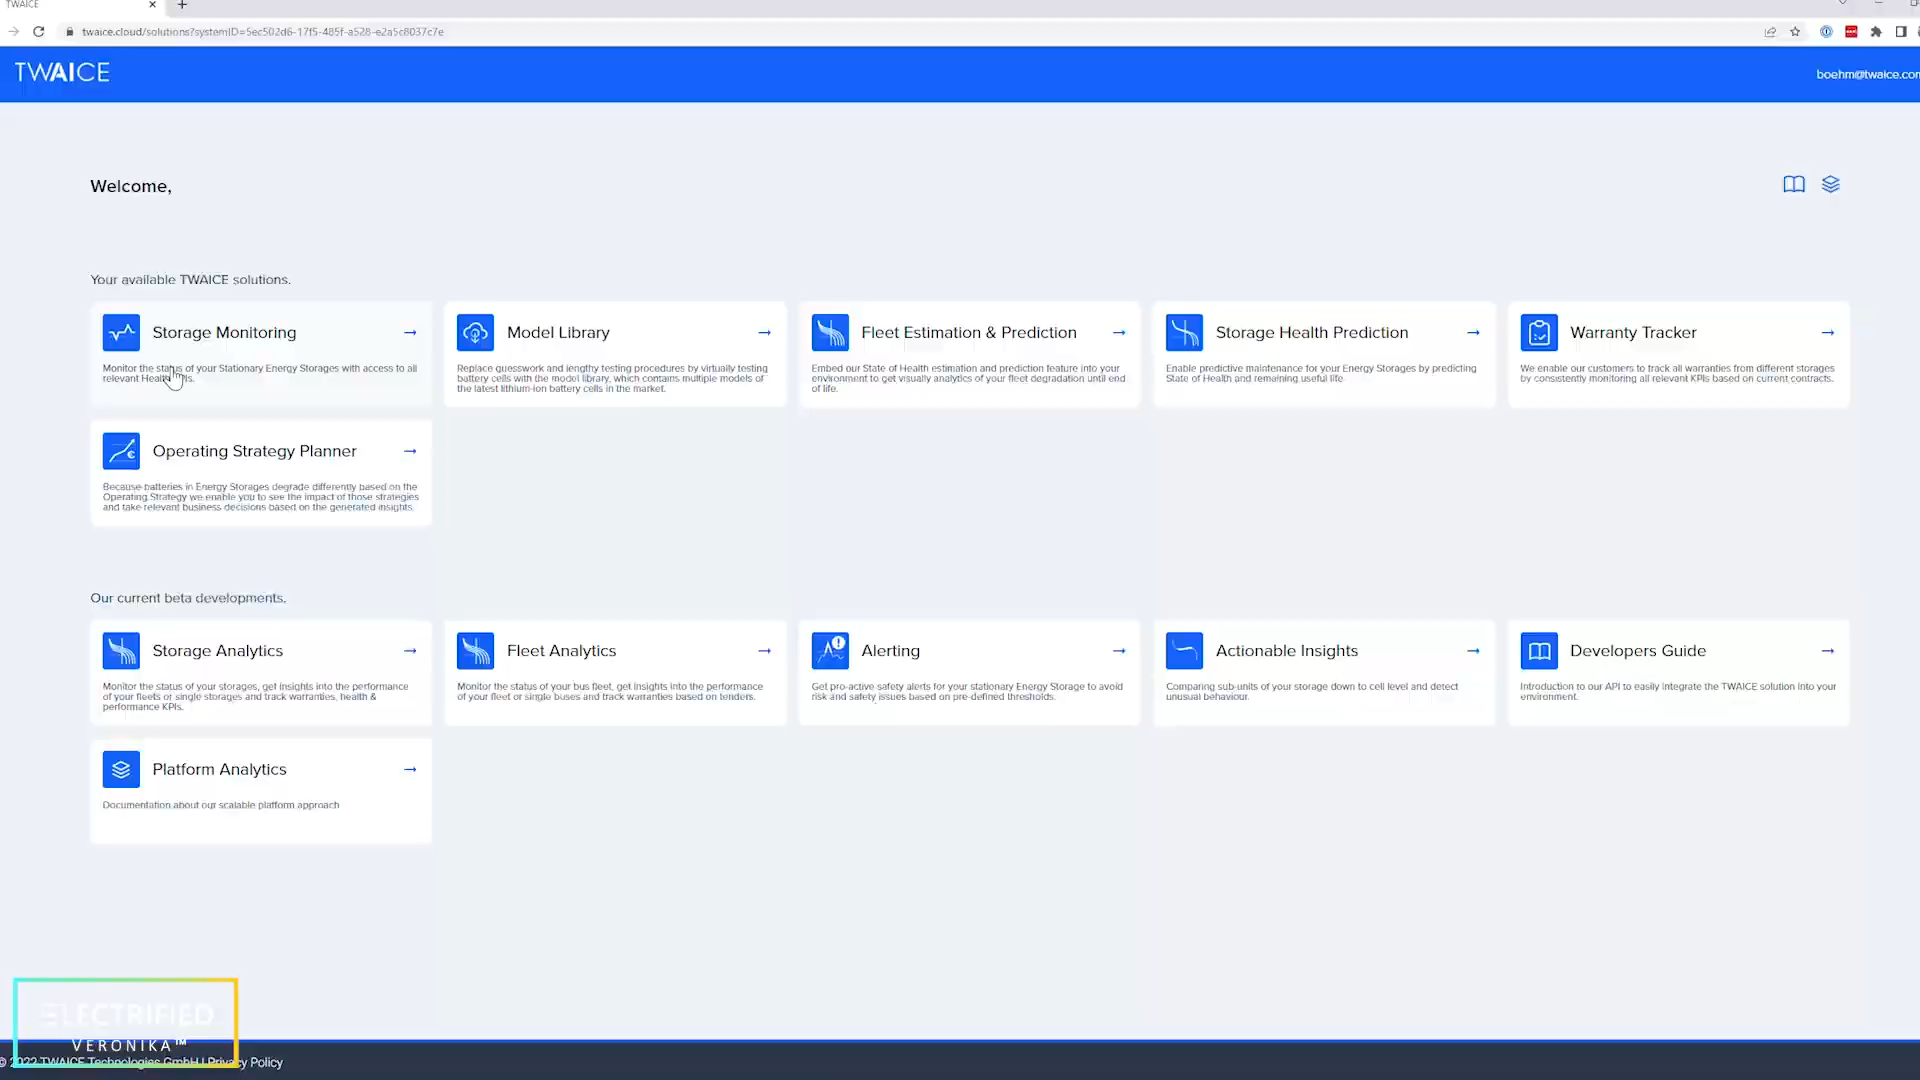 TWAICE
twaice.cloud/solutions?systemID=5ec502d6-17f5-485f-a528-e2a5c8037c7e
TWAICE
boehm@twaice.con
Welcome,
Your available TWAICE solutions.
Storage Monitoring
Monitor the status of your Stationary Energy Storages with access to all
relevant
Model Library
Replace guesswork and lengthy testing procedures by virtually testing
battery cells with the model library, which contains multiple models of
the latest lithium-ion battery cells in the market.
Fleet Estimation & Prediction
Embed our State of Health estimation and prediction feature into your
environment to get visually analytics of your fleet degradation until end
of life.
Storage Health Prediction
Enable predictive maintenance for your Energy Storages by predicting
State of Health and remaining useful life
Warranty Tracker
We enable our customers to track all warranties from different storages
by consistently monitoring all relevant KPIs based on current contracts.
Operating Strategy Planner
Because batteries in Energy Storages degrade differently based on the
Operating Strategy we enable you to see the impact of those strategies
and take relevant business decisions based on the generated insights.
Our current beta developments.
Storage Analytics
Monitor the status of your storages, get insights into the performance
of your fleets or single storages and track warranties, health &
performance KPIs.
Fleet Analytics
Monitor the status of your bus fleet, get insights into the performance
of your fleet or single buses and track warranties based on tenders.
Alerting
Get pro-active safety alerts for your stationary Energy Storage to avoid
risk and safety issues based on pre-defined thresholds.
Actionable Insights
Comparing sub-units of your storage down to cell level and detect
unusual behaviour.
Developers Guide
Introduction to our API to easily integrate the TWAICE solution into your
environment.
Platform Analytics
Documentation about our scalable platform approach
ELECTRIFIED
VERONIKA™
© 2022 TWAICE Technologies GmbH | Privacy Policy